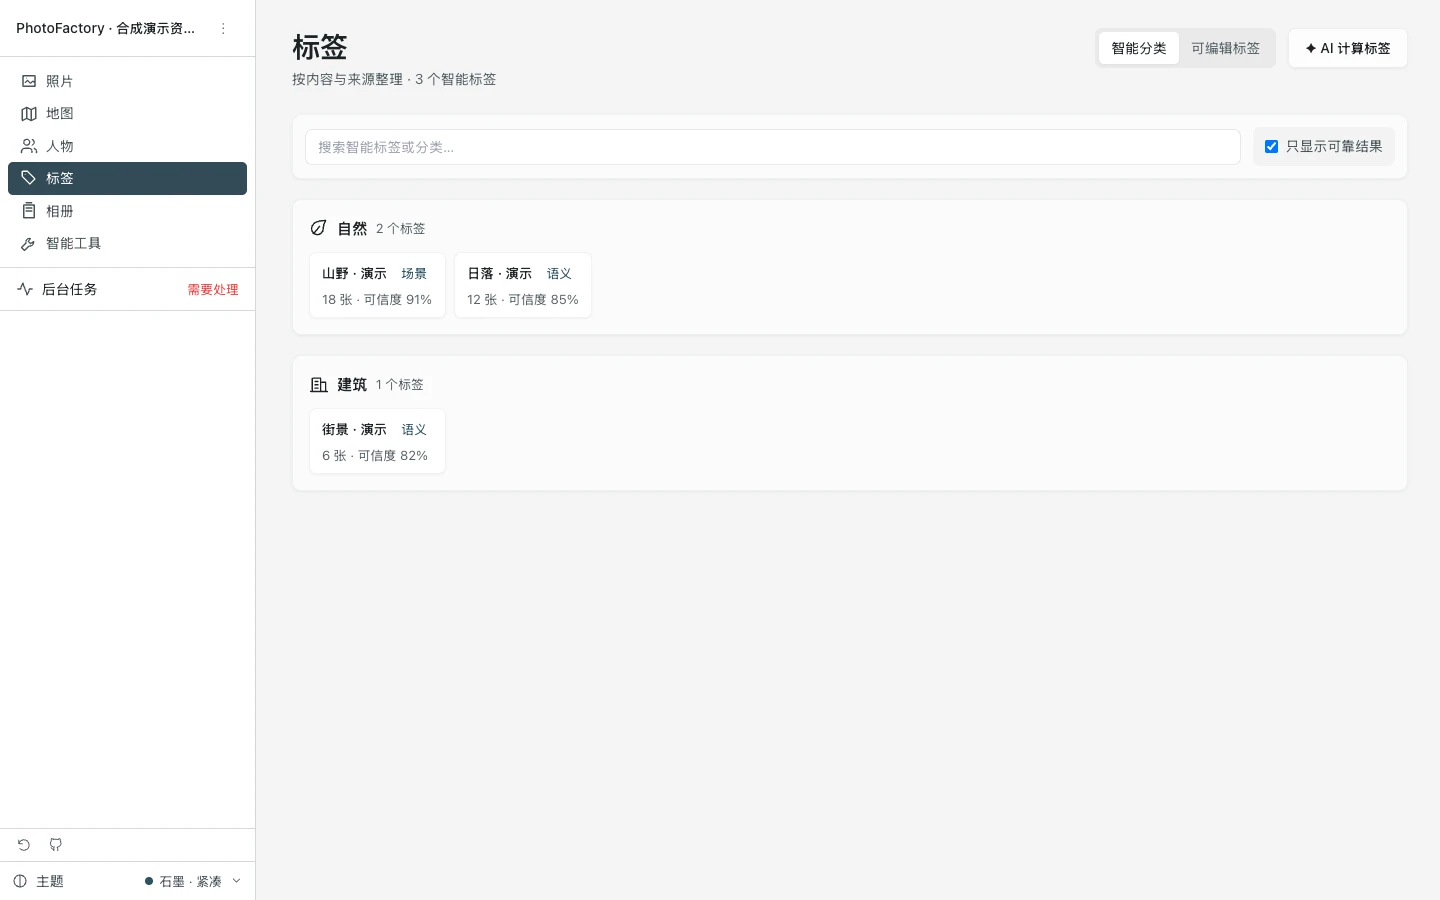 PhotoFactory · 合成演示资...
照片
地图
人物
标签
相册
智能工具
后台任务 需要处理
主题 石墨 · 紧凑
标签
按内容与来源整理 · 3 个智能标签
智能分类 可编辑标签 AI 计算标签
搜索智能标签或分类...
只显示可靠结果
自然 2 个标签
山野 · 演示 场景
18 张 · 可信度 91%
日落 · 演示 语义
12 张 · 可信度 85%
建筑 1 个标签
街景 · 演示 语义
6 张 · 可信度 82%